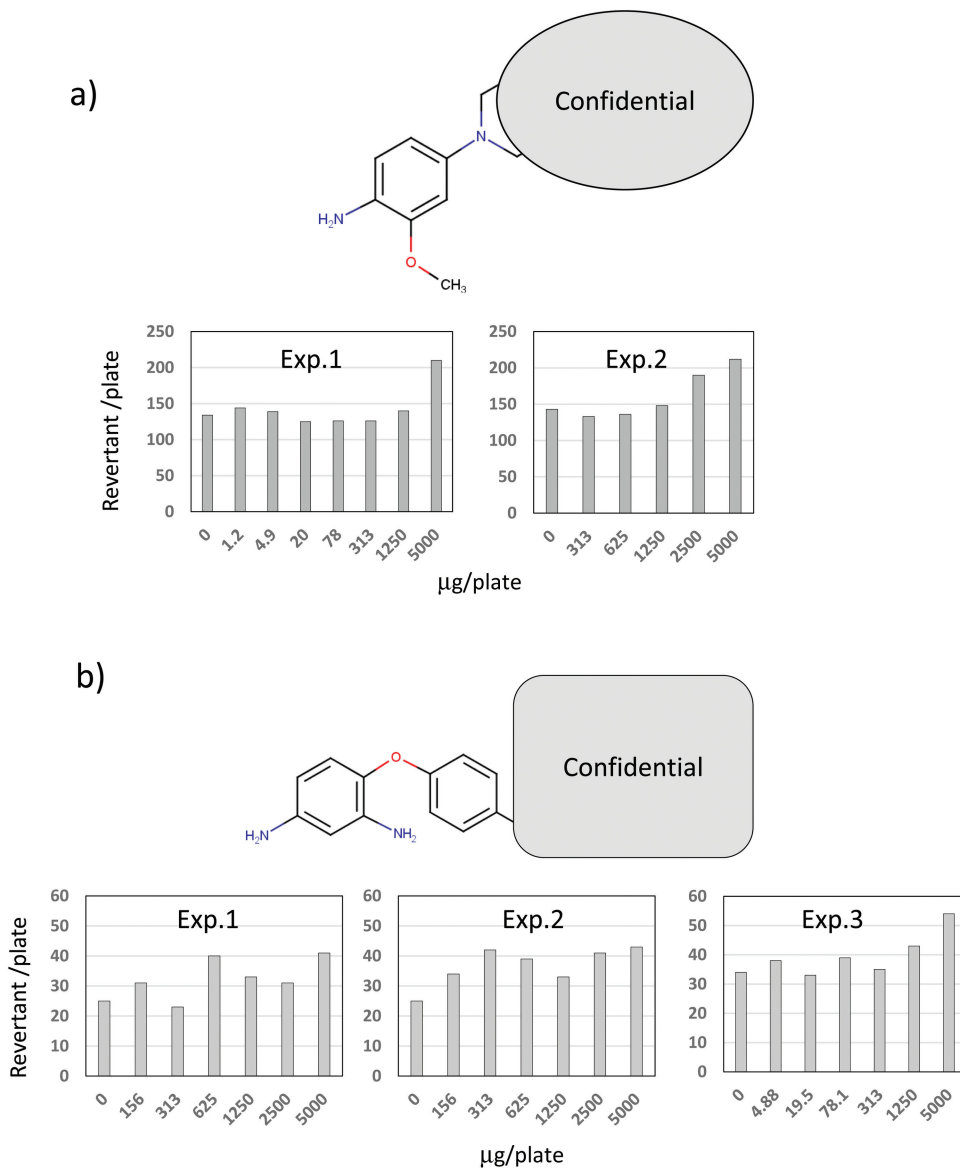 a)
Confidential
N
H₂N
O
CH₃
Revertant /plate
250
200
150
100
50
0
Exp.1
0 1.2 4.9 20 78 313 1250 5000
250
200
150
100
50
0
Exp.2
0 313 625 1250 2500 5000
μg/plate
b)
Confidential
O
H₂N
NH₂
Revertant /plate
60
50
40
30
20
10
0
Exp.1
0 156 313 625 1250 2500 5000
60
50
40
30
20
10
0
Exp.2
0 156 313 625 1250 2500 5000
60
50
40
30
20
10
0
Exp.3
0 4.88 19.5 78.1 313 1250 5000
μg/plate